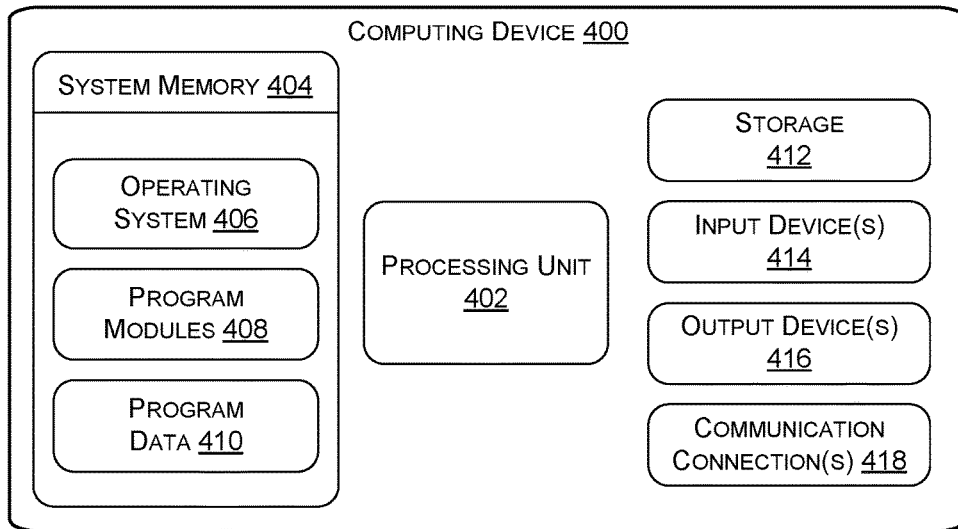 COMPUTING DEVICE 400
SYSTEM MEMORY 404
OPERATING
SYSTEM 406
PROGRAM
MODULES 408
PROGRAM
DATA 410
PROCESSING UNIT
402
STORAGE
412
INPUT DEVICE(S)
414
OUTPUT DEVICE(S)
416
COMMUNICATION
CONNECTION(S) 418